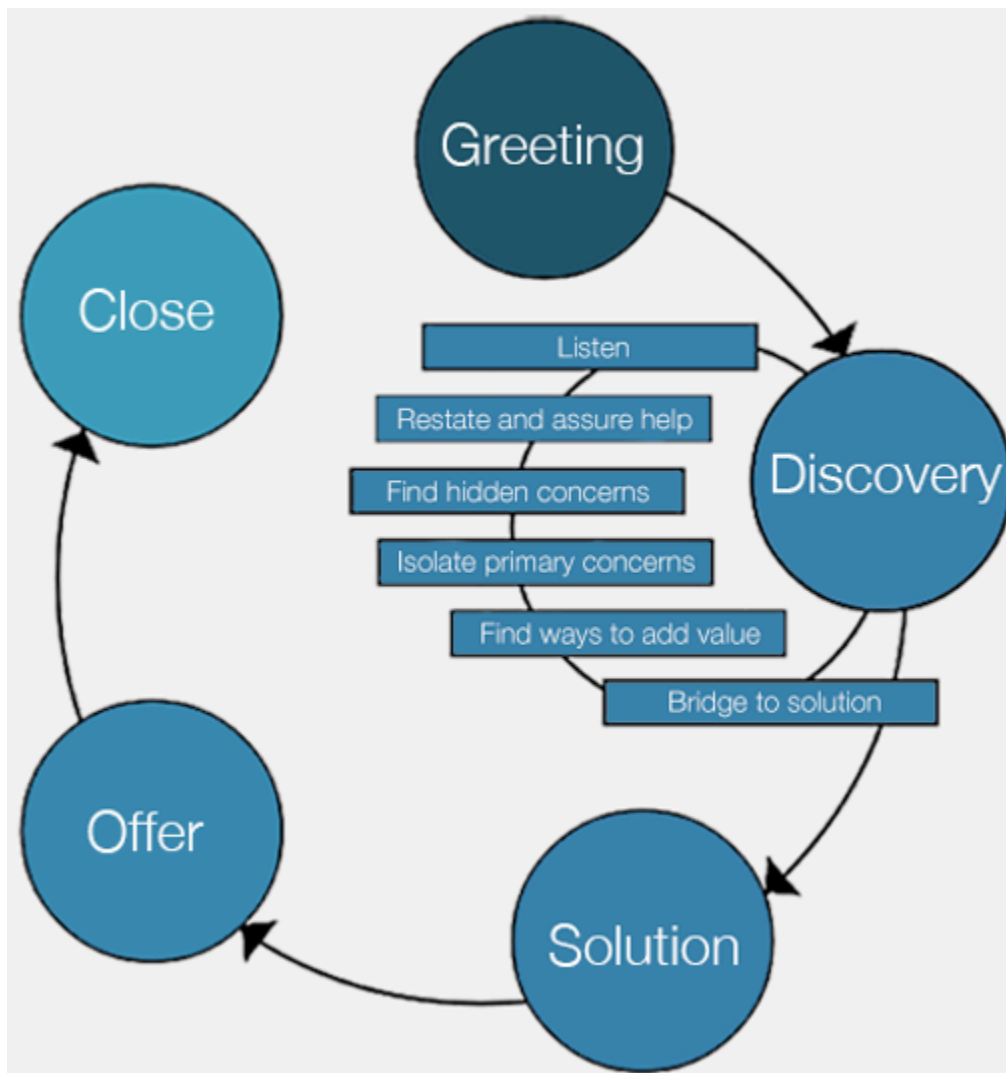 Greeting
Discovery
Listen
Restate and assure help
Find hidden concerns
Isolate primary concerns
Find ways to add value
Bridge to solution
Solution
Offer
Close